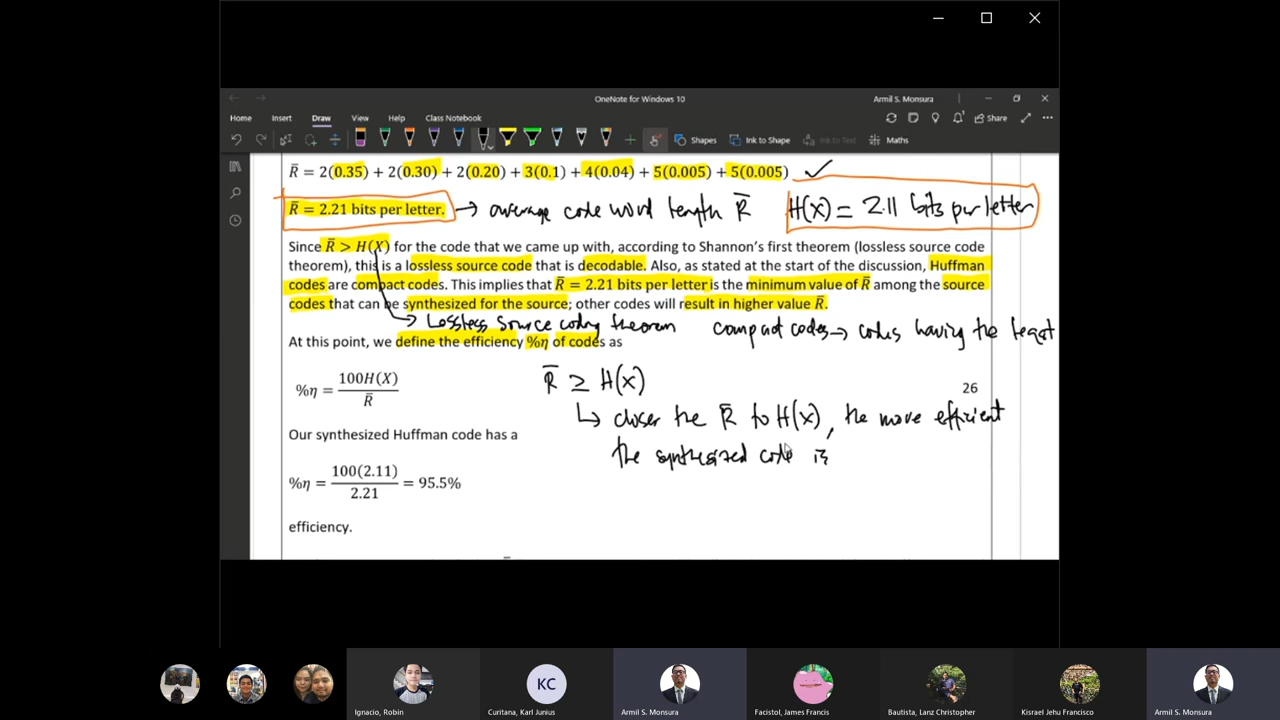 OneNote for Windows 10
Armil S. Monsura
Home Insert Draw View Help Class Notebook
Share
Shapes Ink to Shape Ink to Text Maths
R̄ = 2(0.35) + 2(0.30) + 2(0.20) + 3(0.1) + 4(0.04) + 5(0.005) + 5(0.005)
R̄ = 2.21 bits per letter. → average code word length R̄ H(X) = 2.11 bits per letter
Since R̄ > H(X) for the code that we came up with, according to Shannon's first theorem (lossless source code
theorem), this is a lossless source code that is decodable. Also, as stated at the start of the discussion, Huffman
codes are compact codes. This implies that R̄ = 2.21 bits per letter is the minimum value of R̄ among the source
codes that can be synthesized for the source; other codes will result in higher value R̄.
→ Lossless source coding theorem compact codes → codes having the least
At this point, we define the efficiency %η of codes as
%η = 100H(X) / R̄
R̄ ≥ H(X)
26
↳ closer the R̄ to H(X), the more efficient
the synthesized code is
Our synthesized Huffman code has a
%η = 100(2.11) / 2.21 = 95.5%
efficiency.
KC
Ignacio, Robin
Curitana, Karl Junius
Armil S. Monsura
Facistol, James Francis
Bautista, Lanz Christopher
Kisrael Jehu Francisco
Armil S. Monsura